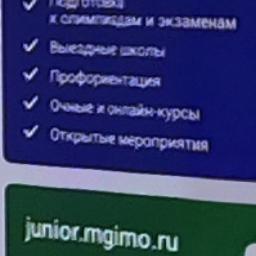 Подготовка
к олимпиадам и экзаменам
Выездные школы
Профориентация
Очные и онлайн-курсы
Открытые мероприятия
junior.mgimo.ru